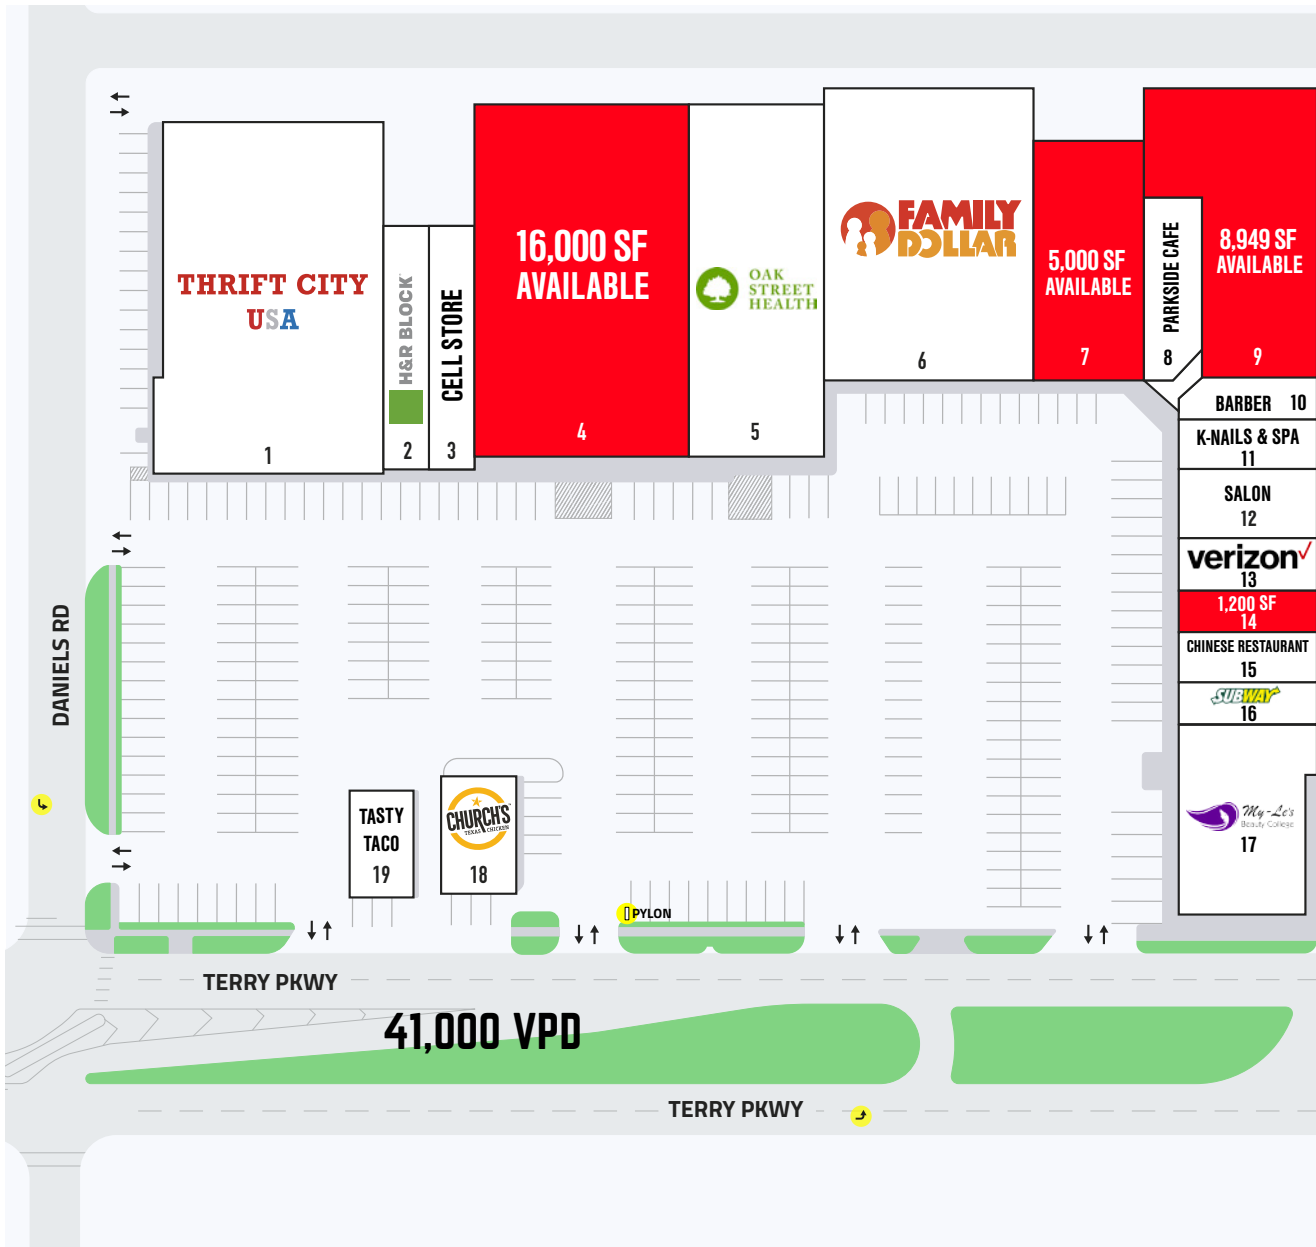 THRIFT CITY
USA
1
H&R BLOCK
2
CELL STORE
3
16,000 SF
AVAILABLE
4
OAK
STREET
HEALTH
5
FAMILY
DOLLAR
6
5,000 SF
AVAILABLE
7
PARKSIDE CAFE
8
8,949 SF
AVAILABLE
9
BARBER 10
K-NAILS & SPA
11
SALON
12
verizon
13
1,200 SF
14
CHINESE RESTAURANT
15
SUBWAY
16
My-Le's
Beauty College
17
DANIELS RD
TASTY
TACO
19
CHURCH'S
TEXAS CHICKEN
18
PYLON
TERRY PKWY
41,000 VPD
TERRY PKWY